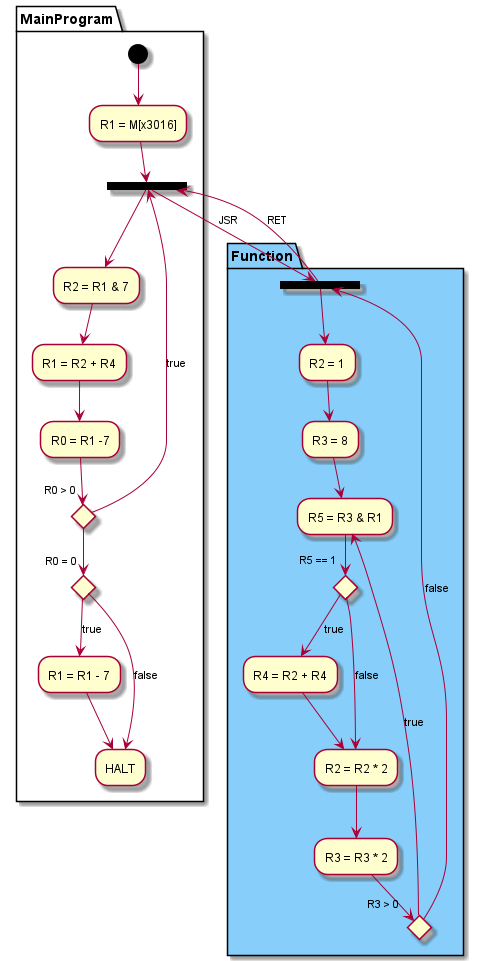 MainProgram
R1 = M[x3016]
JSR
RET
Function
R2 = R1 & 7
R2 = 1
R1 = R2 + R4
true
R0 = R1 -7
R3 = 8
R0 > 0
R5 = R3 & R1
R0 = 0
R5 == 1
false
true
true
R1 = R1 - 7
false
R4 = R2 + R4
false
true
HALT
R2 = R2 * 2
R3 = R3 * 2
R3 > 0